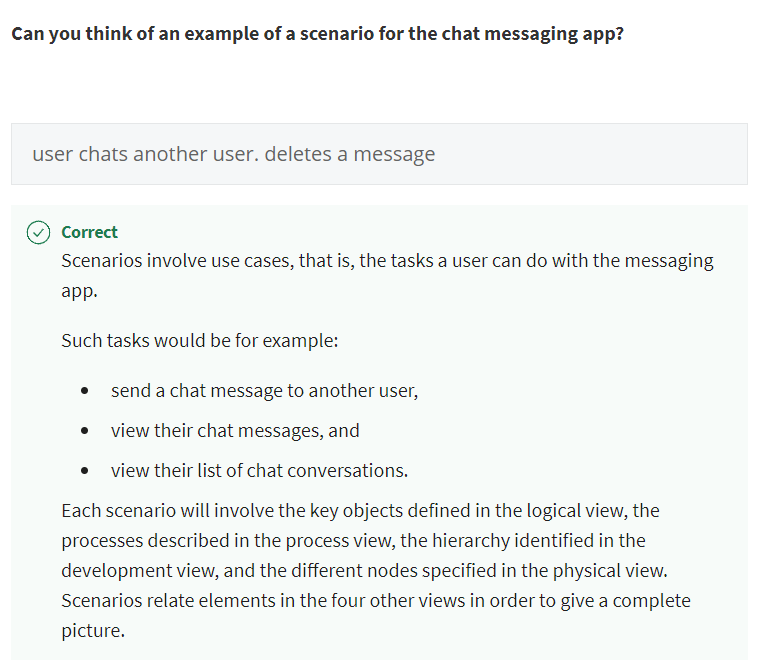 Can you think of an example of a scenario for the chat messaging app?
user chats another user. deletes a message
Correct
Scenarios involve use cases, that is, the tasks a user can do with the messaging
app.
Such tasks would be for example:
• send a chat message to another user,
• view their chat messages, and
• view their list of chat conversations.
Each scenario will involve the key objects defined in the logical view, the
processes described in the process view, the hierarchy identified in the
development view, and the different nodes specified in the physical view.
Scenarios relate elements in the four other views in order to give a complete
picture.